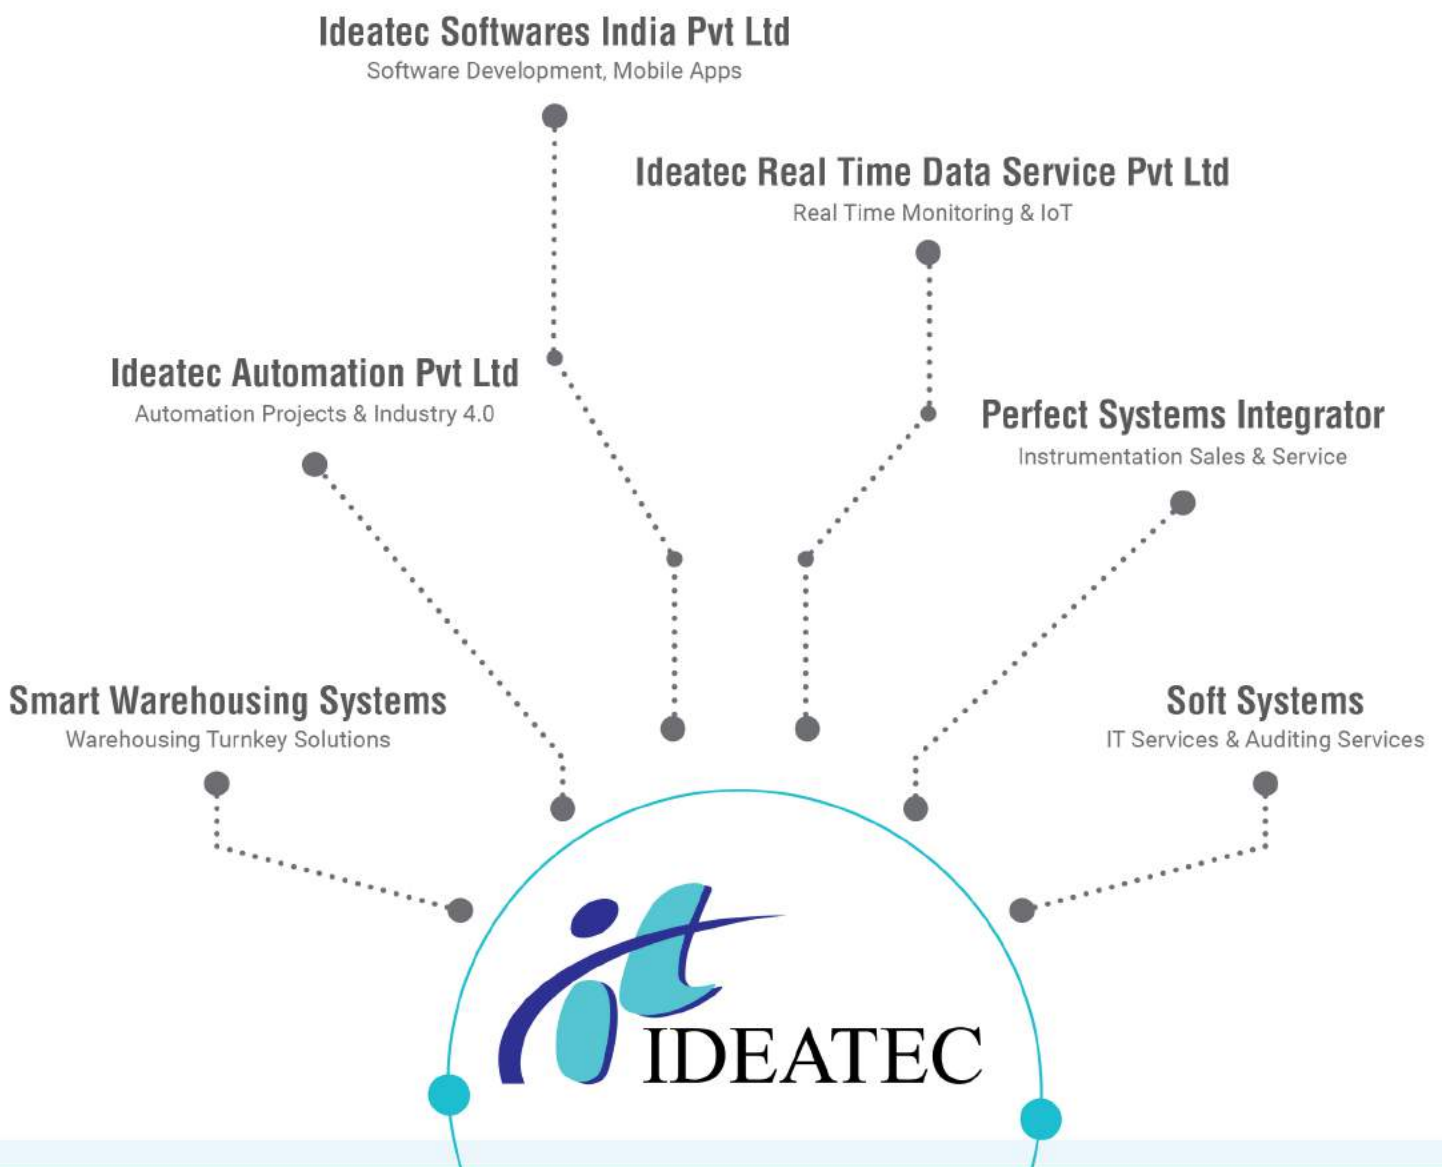 Ideatec Softwares India Pvt Ltd
Software Development, Mobile Apps
Ideatec Real Time Data Service Pvt Ltd
Real Time Monitoring & IoT
Ideatec Automation Pvt Ltd
Automation Projects & Industry 4.0
Perfect Systems Integrator
Instrumentation Sales & Service
Smart Warehousing Systems
Warehousing Turnkey Solutions
Soft Systems
IT Services & Auditing Services
it
IDEATEC